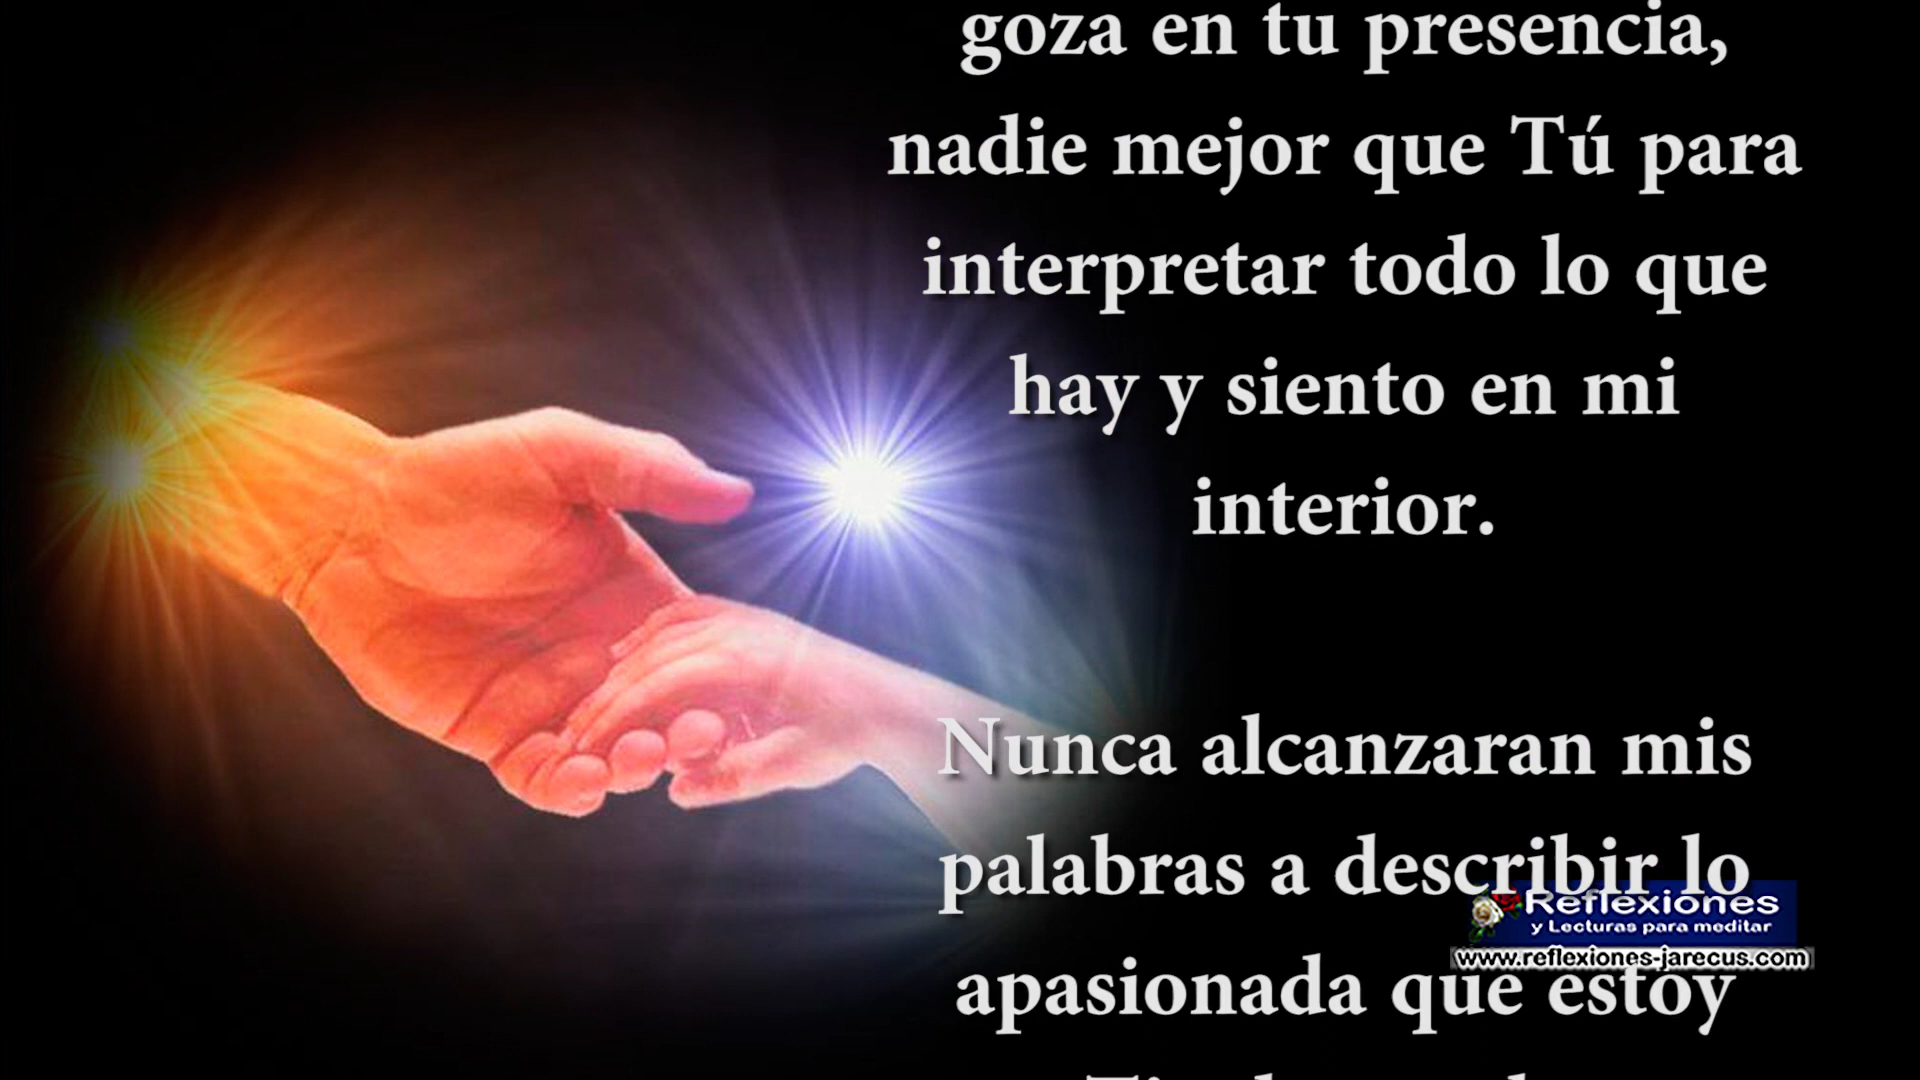 goza en tu presencia,
nadie mejor que Tú para
interpretar todo lo que
hay y siento en mi
interior.
Nunca alcanzaran mis
palabras a describir lo
Reflexiones
y Lecturas para meditar
www.reflexiones-jarecus.com
apasionada que estoy